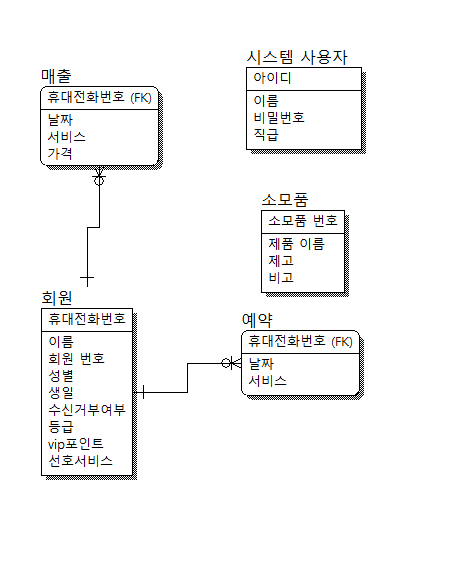 매출
휴대전화번호 (FK)
날짜
서비스
가격
시스템 사용자
아이디
이름
비밀번호
직급
소모품
소모품 번호
제품 이름
제고
비고
회원
휴대전화번호
이름
회원 번호
성별
생일
수신거부여부
등급
vip포인트
선호서비스
예약
휴대전화번호 (FK)
날짜
서비스